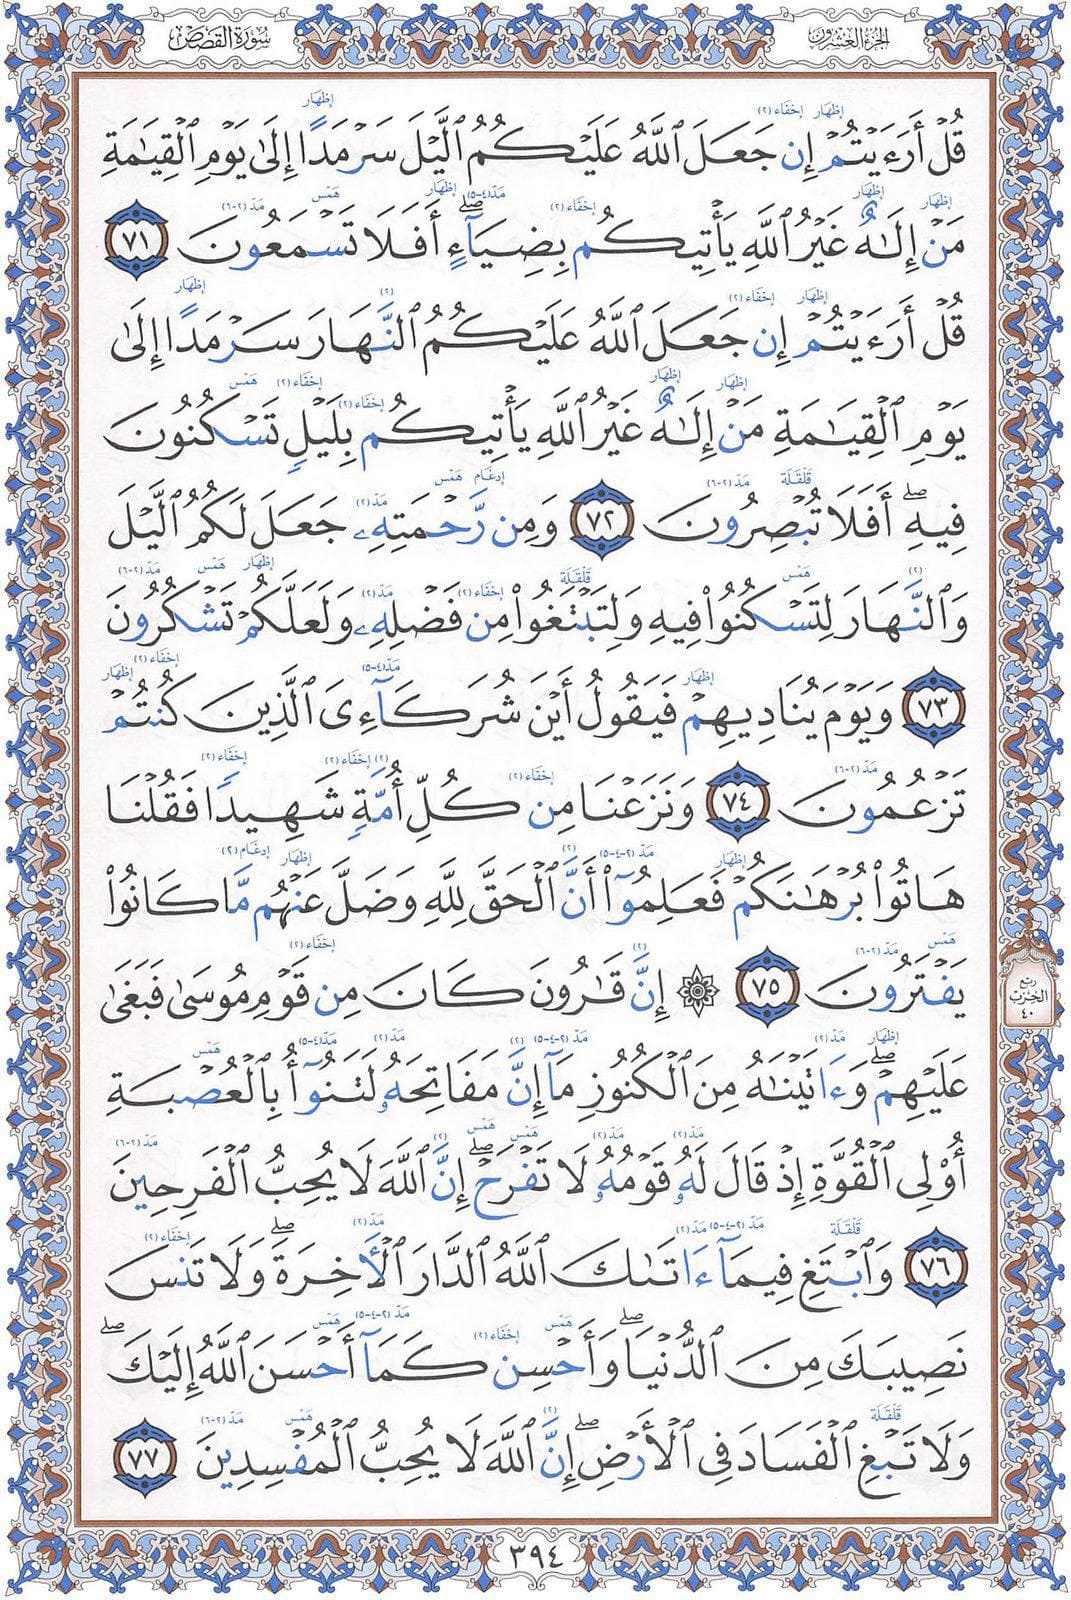 الجزء العشرون
سورة القصص
قُلْ أَرَءَيْتُمْ إِن جَعَلَ ٱللَّهُ عَلَيْكُمُ ٱلَّيْلَ سَرْمَدًا إِلَىٰ يَوْمِ ٱلْقِيَٰمَةِ
مَنْ إِلَٰهٌ غَيْرُ ٱللَّهِ يَأْتِيكُم بِضِيَآءٍ ۖ أَفَلَا تَسْمَعُونَ ٧١
قُلْ أَرَءَيْتُمْ إِن جَعَلَ ٱللَّهُ عَلَيْكُمُ ٱلنَّهَارَ سَرْمَدًا إِلَىٰ
يَوْمِ ٱلْقِيَٰمَةِ مَنْ إِلَٰهٌ غَيْرُ ٱللَّهِ يَأْتِيكُم بِلَيْلٍ تَسْكُنُونَ
فِيهِ ۖ أَفَلَا تُبْصِرُونَ ٧٢ وَمِن رَّحْمَتِهِۦ جَعَلَ لَكُمُ ٱلَّيْلَ
وَٱلنَّهَارَ لِتَسْكُنُوا۟ فِيهِ وَلِتَبْتَغُوا۟ مِن فَضْلِهِۦ وَلَعَلَّكُمْ تَشْكُرُونَ
٧٣ وَيَوْمَ يُنَادِيهِمْ فَيَقُولُ أَيْنَ شُرَكَآءِىَ ٱلَّذِينَ كُنتُمْ
تَزْعُمُونَ ٧٤ وَنَزَعْنَا مِن كُلِّ أُمَّةٍ شَهِيدًا فَقُلْنَا
هَاتُوا۟ بُرْهَٰنَكُمْ فَعَلِمُوٓا۟ أَنَّ ٱلْحَقَّ لِلَّهِ وَضَلَّ عَنْهُم مَّا كَانُوا۟
يَفْتَرُونَ ٧٥ ۞ إِنَّ قَٰرُونَ كَانَ مِن قَوْمِ مُوسَىٰ فَبَغَىٰ
عَلَيْهِمْ ۖ وَءَاتَيْنَٰهُ مِنَ ٱلْكُنُوزِ مَآ إِنَّ مَفَاتِحَهُۥ لَتَنُوٓأُ بِٱلْعُصْبَةِ
أُو۟لِى ٱلْقُوَّةِ إِذْ قَالَ لَهُۥ قَوْمُهُۥ لَا تَفْرَحْ ۖ إِنَّ ٱللَّهَ لَا يُحِبُّ ٱلْفَرِحِينَ
٧٦ وَٱبْتَغِ فِيمَآ ءَاتَىٰكَ ٱللَّهُ ٱلدَّارَ ٱلْءَاخِرَةَ ۖ وَلَا تَنسَ
نَصِيبَكَ مِنَ ٱلدُّنْيَا ۖ وَأَحْسِن كَمَآ أَحْسَنَ ٱللَّهُ إِلَيْكَ ۖ
وَلَا تَبْغِ ٱلْفَسَادَ فِى ٱلْأَرْضِ ۖ إِنَّ ٱللَّهَ لَا يُحِبُّ ٱلْمُفْسِدِينَ ٧٧
ربع
الحزب
٤٠
٣٩٤